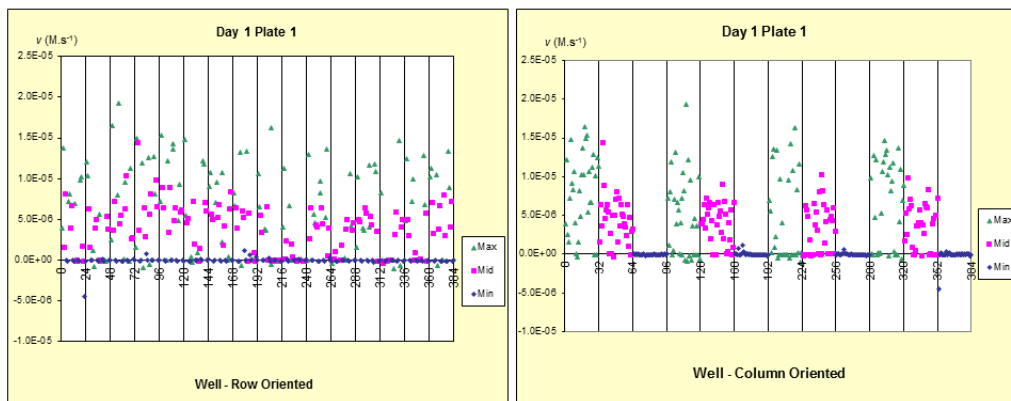 Day 1 Plate 1
v (M.s⁻¹)
2.5E-05
2.0E-05
1.5E-05
1.0E-05
5.0E-06
0.0E+00
-5.0E-06
-1.0E-05
0 24 48 72 96 120 144 168 192 216 240 264 288 312 336 360 384
Max
Mid
Min
Well - Row Oriented
Day 1 Plate 1
v (M.s⁻¹)
2.5E-05
2.0E-05
1.5E-05
1.0E-05
5.0E-06
0.0E+00
-5.0E-06
-1.0E-05
0 32 64 96 128 160 192 224 256 288 320 352 384
Max
Mid
Min
Well - Column Oriented